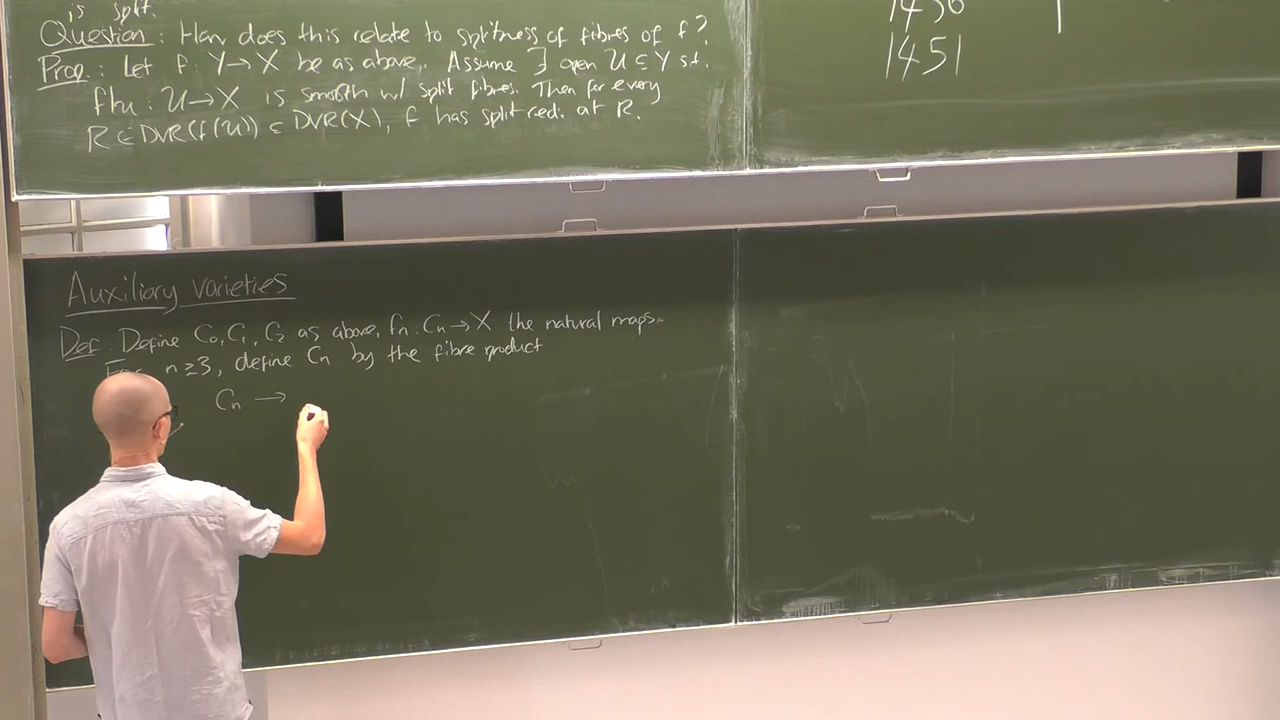 is split.
Question: How does this relate to splitness of fibres of f?
Prop.: Let f: Y→X be as above. Assume ∃ open U ⊆ Y s.t.
f|u : U→X is smooth w/ split fibres. Then for every
R ∈ DVR(f(U)) ⊂ DVR(X), f has split red. at R.
1450
1451
Auxiliary varieties
Def: Define C₀, C₁, C₂ as above, fn: Cn→X the natural maps.
For n≥3, define Cn by the fibre product
Cn →